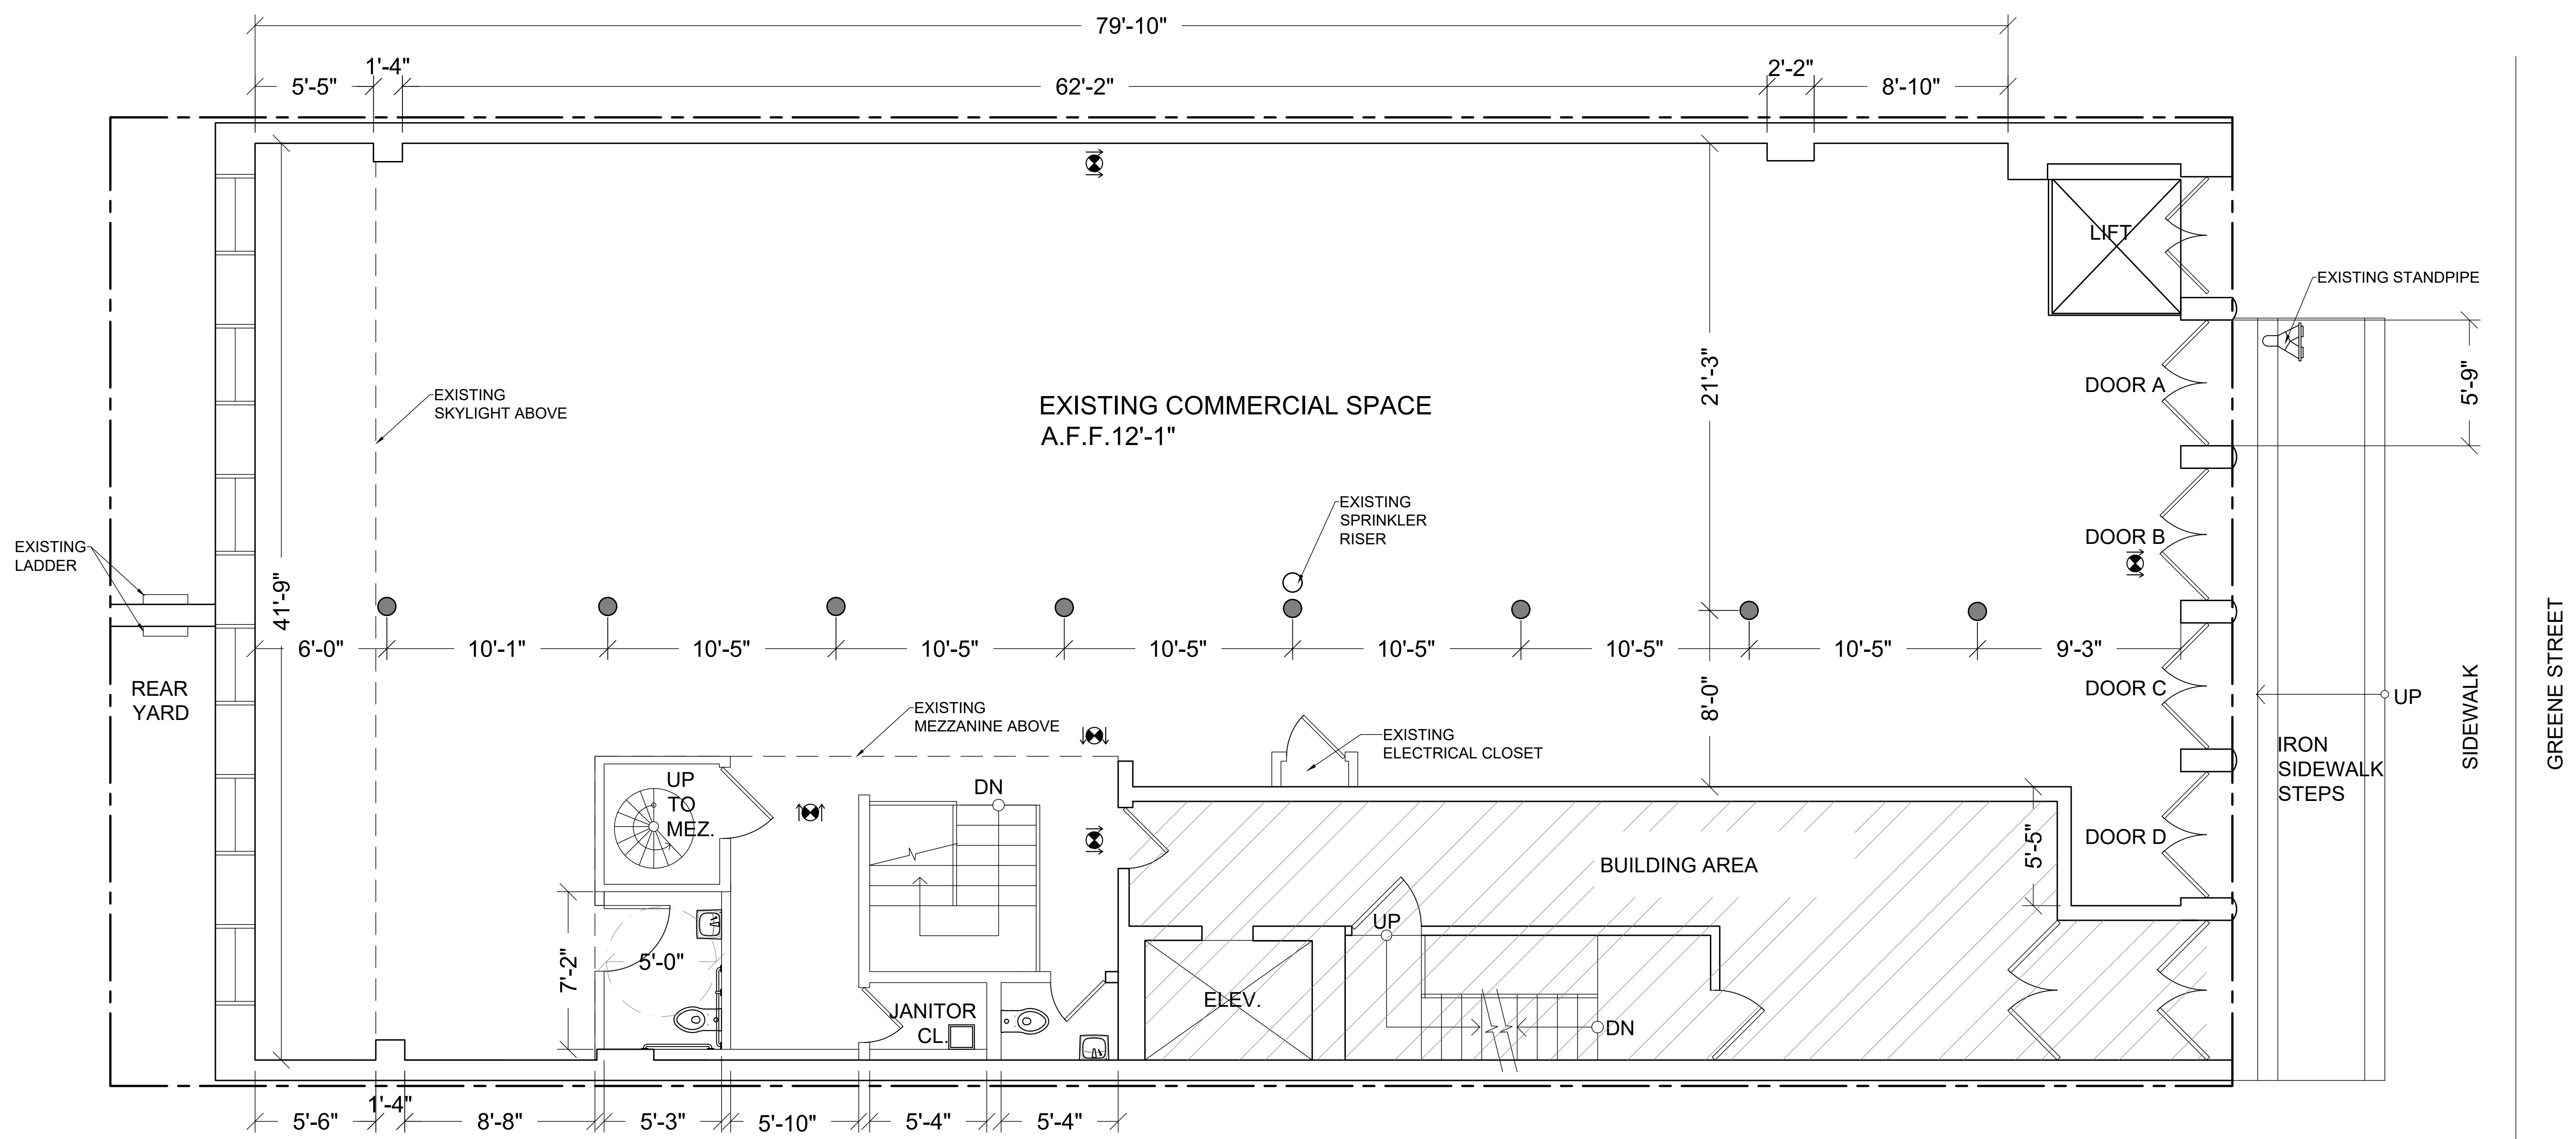 79'-10"
1'-4"
2'-2"
5'-5"
62'-2"
8'-10"
LIFT
EXISTING STANDPIPE
21'-3"
DOOR A
5'-9"
EXISTING
SKYLIGHT ABOVE
EXISTING COMMERCIAL SPACE
A.F.F.12'-1"
EXISTING
SPRINKLER
RISER
DOOR B
EXISTING
LADDER
41'-9"
6'-0"
10'-1"
10'-5"
10'-5"
10'-5"
10'-5"
10'-5"
10'-5"
9'-3"
REAR
YARD
8'-0"
DOOR C
UP
SIDEWALK
GREENE STREET
EXISTING
MEZZANINE ABOVE
EXISTING
ELECTRICAL CLOSET
IRON
SIDEWALK
STEPS
UP
TO
MEZ.
DN
DOOR D
5'-5"
BUILDING AREA
UP
7'-2"
5'-0"
ELEV.
JANITOR
CL.
DN
1'-4"
5'-6"
8'-8"
5'-3"
5'-10"
5'-4"
5'-4"